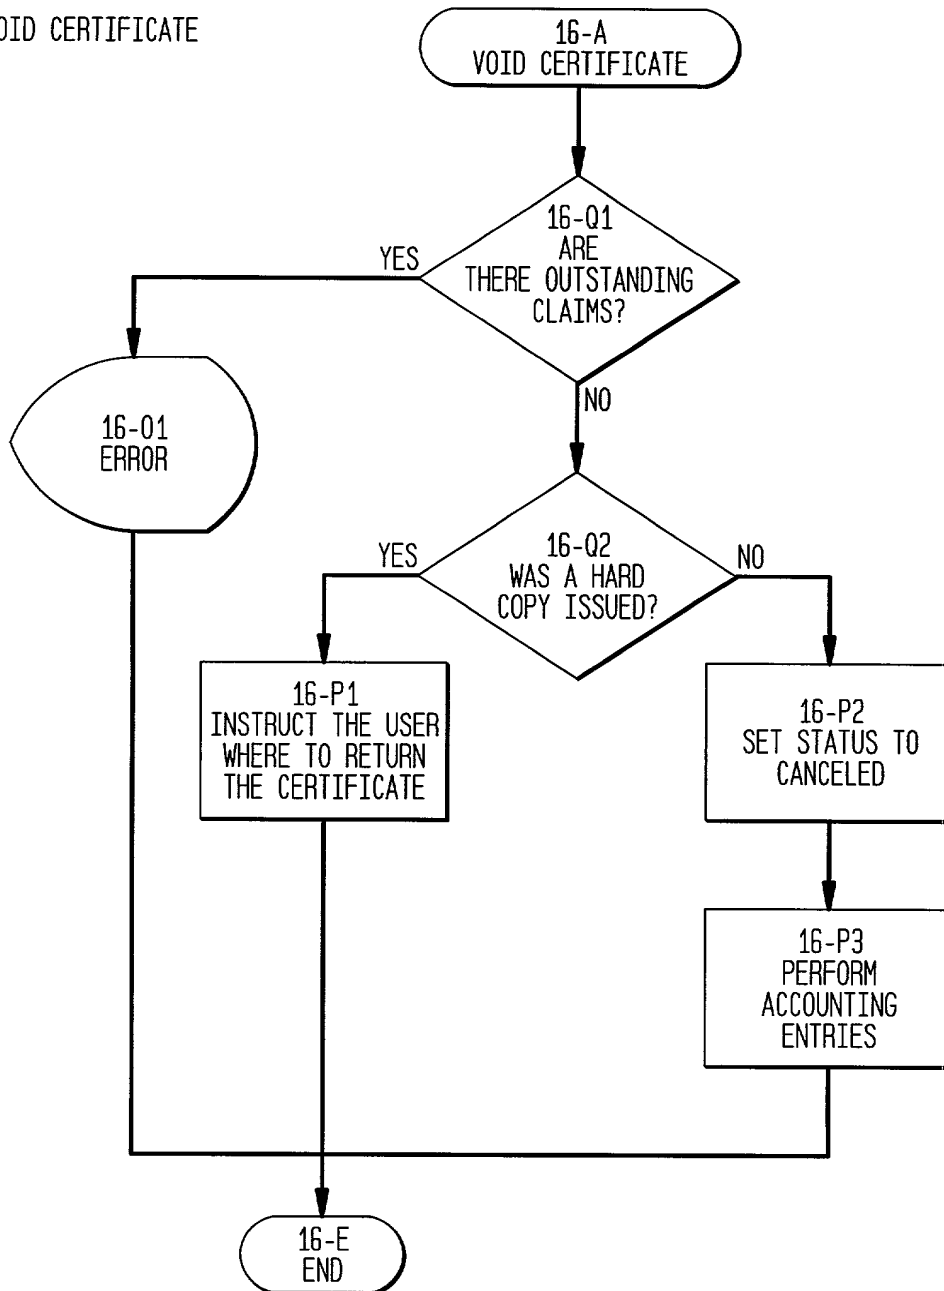 OID CERTIFICATE
16-A
VOID CERTIFICATE
16-Q1
ARE
THERE OUTSTANDING
CLAIMS?
YES
NO
16-01
ERROR
16-Q2
WAS A HARD
COPY ISSUED?
YES
NO
16-P1
INSTRUCT THE USER
WHERE TO RETURN
THE CERTIFICATE
16-P2
SET STATUS TO
CANCELED
16-P3
PERFORM
ACCOUNTING
ENTRIES
16-E
END